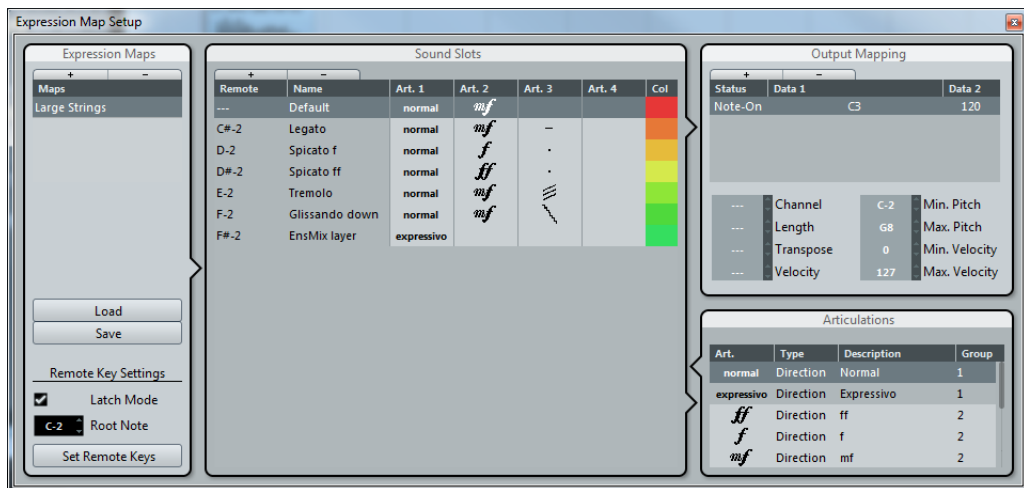 Expression Map Setup
Expression Maps
+ -
Maps
Large Strings
Load
Save
Remote Key Settings
Latch Mode
C-2 Root Note
Set Remote Keys
Sound Slots
+ -
Remote Name Art. 1 Art. 2 Art. 3 Art. 4 Col
--- Default normal mf
C#-2 Legato normal mf –
D-2 Spicato f normal f .
D#-2 Spicato ff normal ff .
E-2 Tremolo normal mf
F-2 Glissando down normal mf
F#-2 EnsMix layer expressivo
Output Mapping
+ -
Status Data 1 Data 2
Note-On C3 120
--- Channel C-2 Min. Pitch
--- Length G8 Max. Pitch
--- Transpose 0 Min. Velocity
--- Velocity 127 Max. Velocity
Articulations
Art. Type Description Group
normal Direction Normal 1
expressivo Direction Expressivo 1
ff Direction ff 2
f Direction f 2
mf Direction mf 2